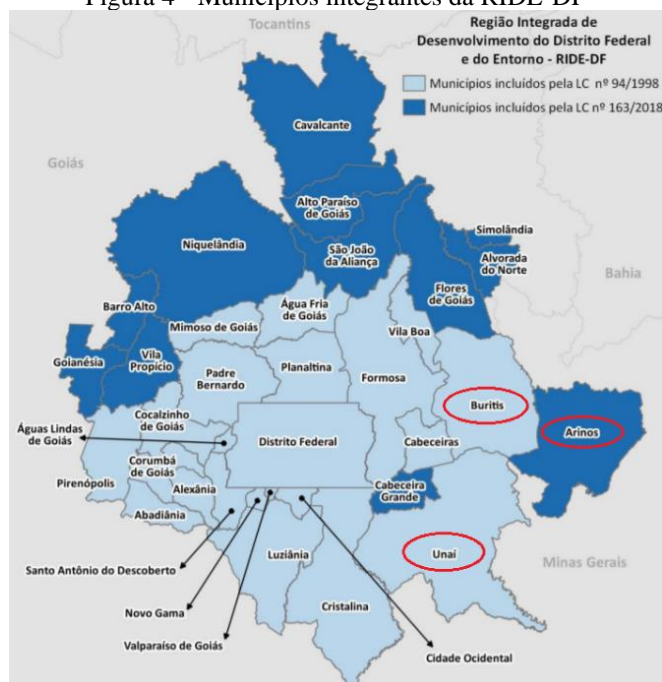 Figura 4 - Municípios integrantes da RIDE-DF
Tocantins
Região Integrada de
Desenvolvimento do Distrito Federal
e do Entorno - RIDE-DF
Municípios incluídos pela LC nº 94/1998
Municípios incluídos pela LC nº 163/2018
Cavalcante
Goiás
Alto Paraíso
de Goiás
Simolândia
Niquelândia
São João
da Aliança
Alvorada
do Norte
Bahia
Flores
de Goiás
Barro Alto
Água Fria
de Goiás
Mimoso de Goiás
Vila Boa
Goianésia
Vila
Propício
Padre
Bernardo
Planaltina
Formosa
Buritis
Cocalzinho
de Goiás
Águas Lindas
de Goiás
Distrito Federal
Cabeceiras
Arinos
Corumbá
de Goiás
Pirenópolis
Alexânia
Cabeceira
Grande
Abadiânia
Luziânia
Unaí
Minas Gerais
Santo Antônio do Descoberto
Cristalina
Novo Gama
Valparaíso de Goiás
Cidade Ocidental